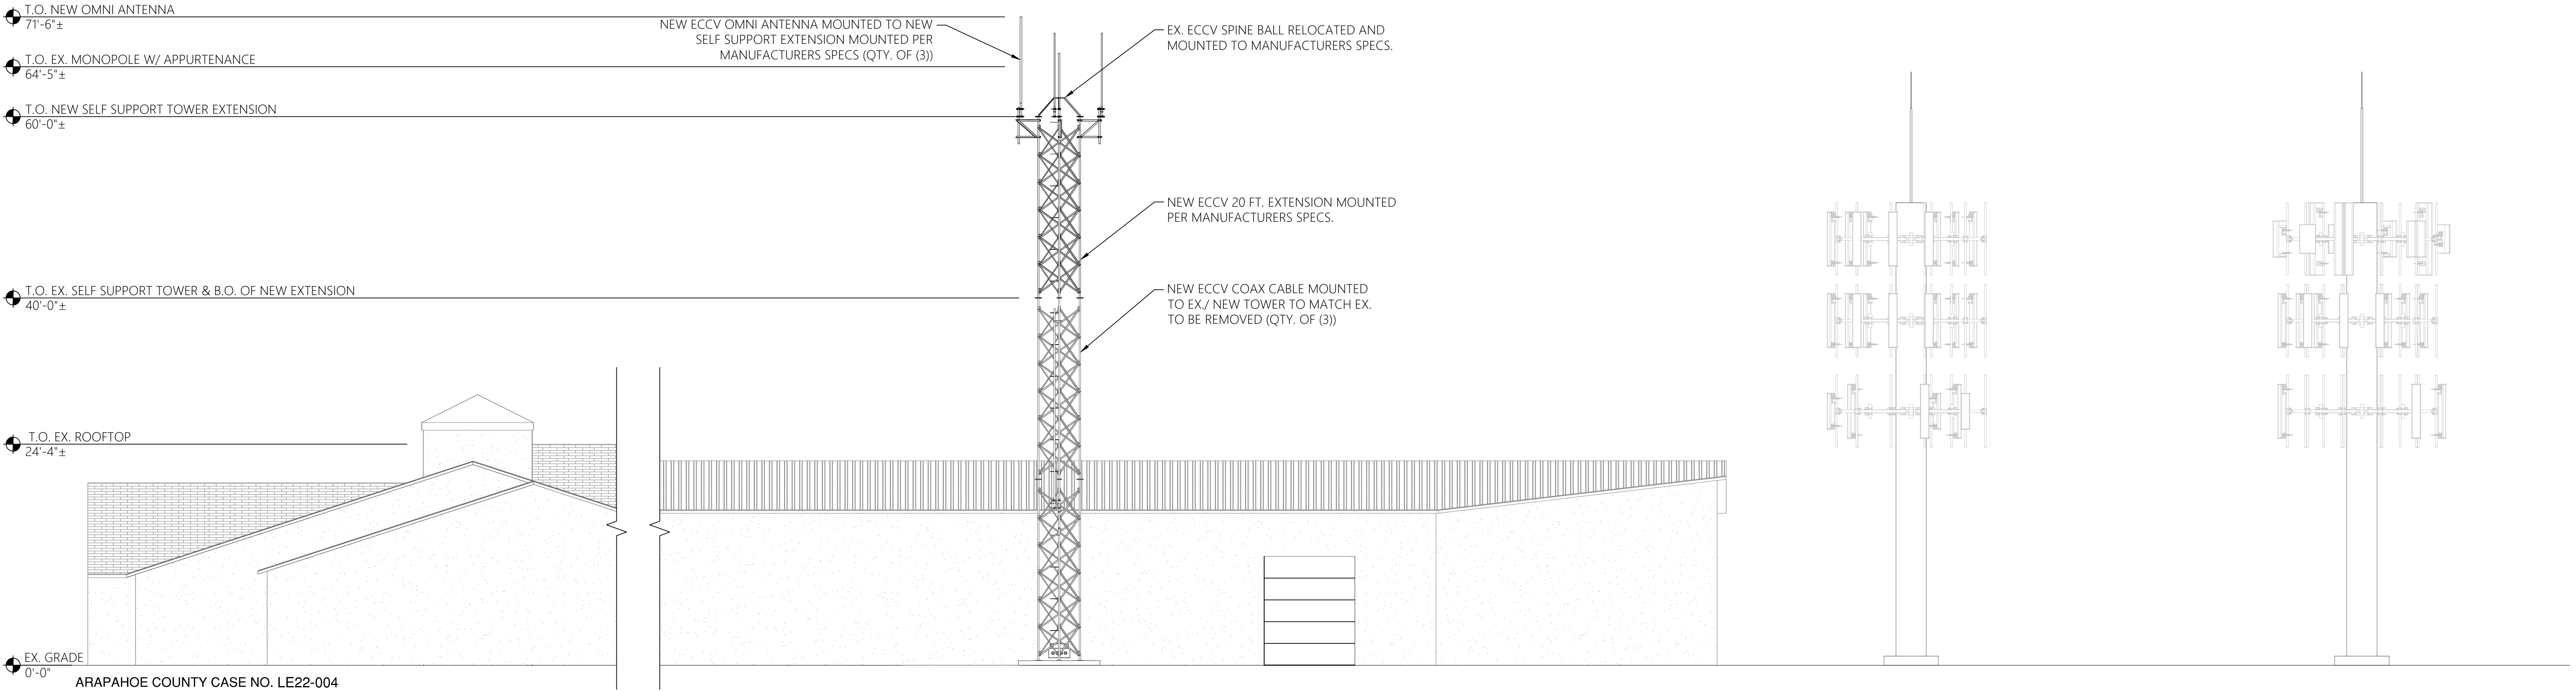 T.O. NEW OMNI ANTENNA
71'-6"±
T.O. EX. MONOPOLE W/ APPURTENANCE
64'-5"±
T.O. NEW SELF SUPPORT TOWER EXTENSION
60'-0"±
T.O. EX. SELF SUPPORT TOWER & B.O. OF NEW EXTENSION
40'-0"±
T.O. EX. ROOFTOP
24'-4"±
EX. GRADE
0'-0"
NEW ECCV OMNI ANTENNA MOUNTED TO NEW
SELF SUPPORT EXTENSION MOUNTED PER
MANUFACTURERS SPECS (QTY. OF (3))
EX. ECCV SPINE BALL RELOCATED AND
MOUNTED TO MANUFACTURERS SPECS.
NEW ECCV 20 FT. EXTENSION MOUNTED
PER MANUFACTURERS SPECS.
NEW ECCV COAX CABLE MOUNTED
TO EX./ NEW TOWER TO MATCH EX.
TO BE REMOVED (QTY. OF (3))
ARAPAHOE COUNTY CASE NO. LE22-004